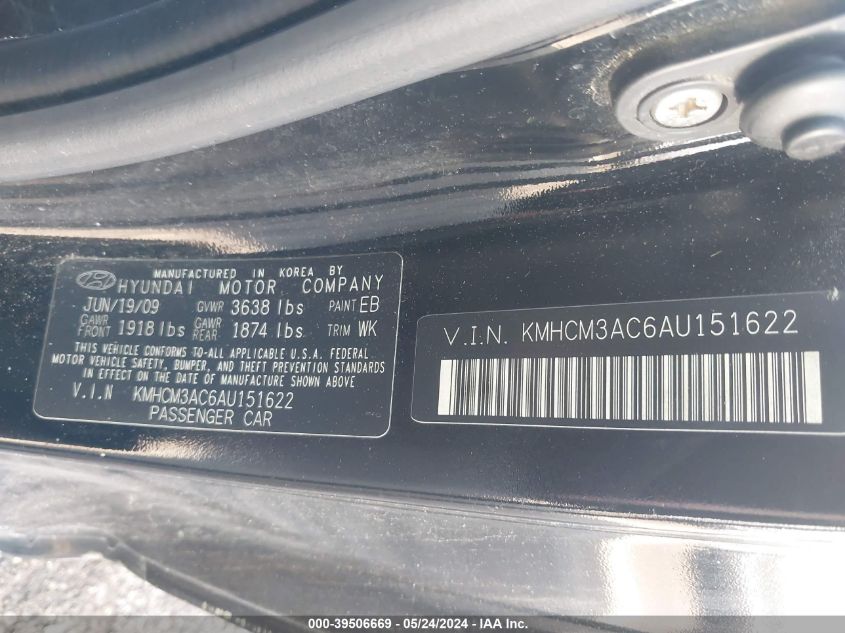 MANUFACTURED IN KOREA BY
HYUNDAI MOTOR COMPANY
JUN/19/09 GVWR 3638 lbs PAINT EB
GAWR FRONT 1918 lbs GAWR REAR 1874 lbs TRIM WK
THIS VEHICLE CONFORMS TO-ALL APPLICABLE U.S.A. FEDERAL
MOTOR VEHICLE SAFETY, BUMPER, AND THEFT PREVENTION STANDARDS
IN EFFECT ON THE DATE OF MANUFACTURE SHOWN ABOVE
V.I.N KMHCM3AC6AU151622
PASSENGER CAR
V.I.N. KMHCM3AC6AU151622
000-39506669 - 05/24/2024 - IAA Inc.